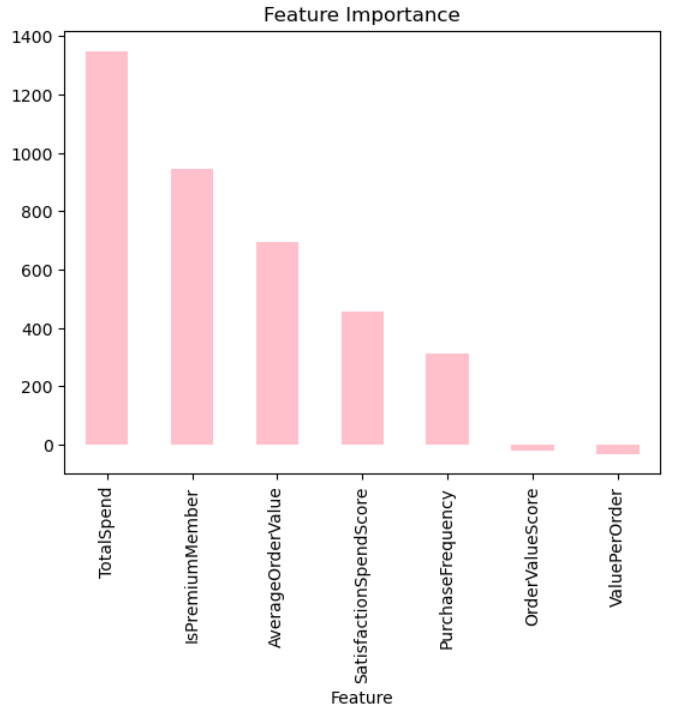 Feature Importance
1400
1200
1000
800
600
400
200
0
TotalSpend
IsPremiumMember
AverageOrderValue
SatisfactionSpendScore
PurchaseFrequency
OrderValueScore
ValuePerOrder
Feature